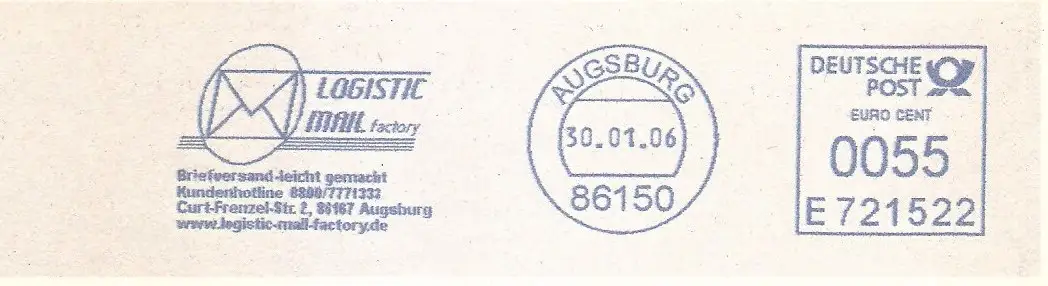 LOGISTIC
MAIL factory
Briefversand-leicht gemacht
Kundenhotline 0800/7771333
Curt-Frenzel-Str. 2, 86167 Augsburg
www.logistic-mail-factory.de
AUGSBURG
30.01.06
86150
DEUTSCHE
POST
EURO CENT
0055
E 721522